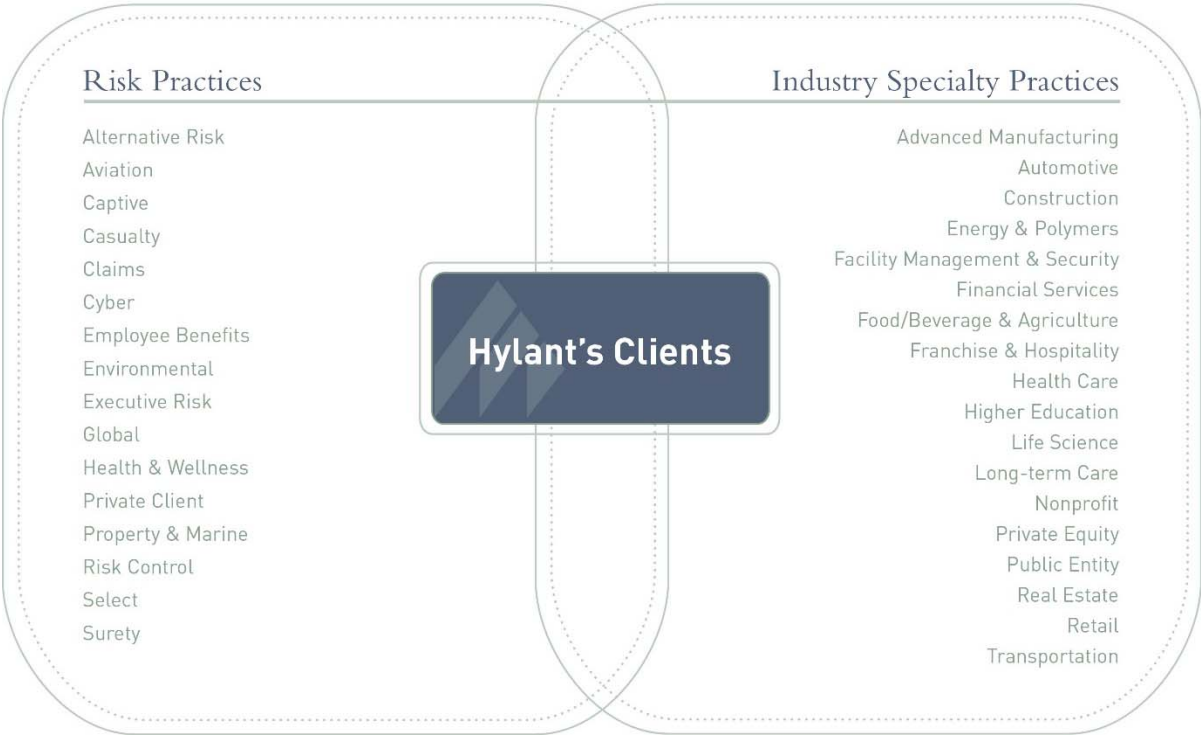 Risk Practices
Alternative Risk
Aviation
Captive
Casualty
Claims
Cyber
Employee Benefits
Environmental
Executive Risk
Global
Health & Wellness
Private Client
Property & Marine
Risk Control
Select
Surety
Hylant's Clients
Industry Specialty Practices
Advanced Manufacturing
Automotive
Construction
Energy & Polymers
Facility Management & Security
Financial Services
Food/Beverage & Agriculture
Franchise & Hospitality
Health Care
Higher Education
Life Science
Long-term Care
Nonprofit
Private Equity
Public Entity
Real Estate
Retail
Transportation